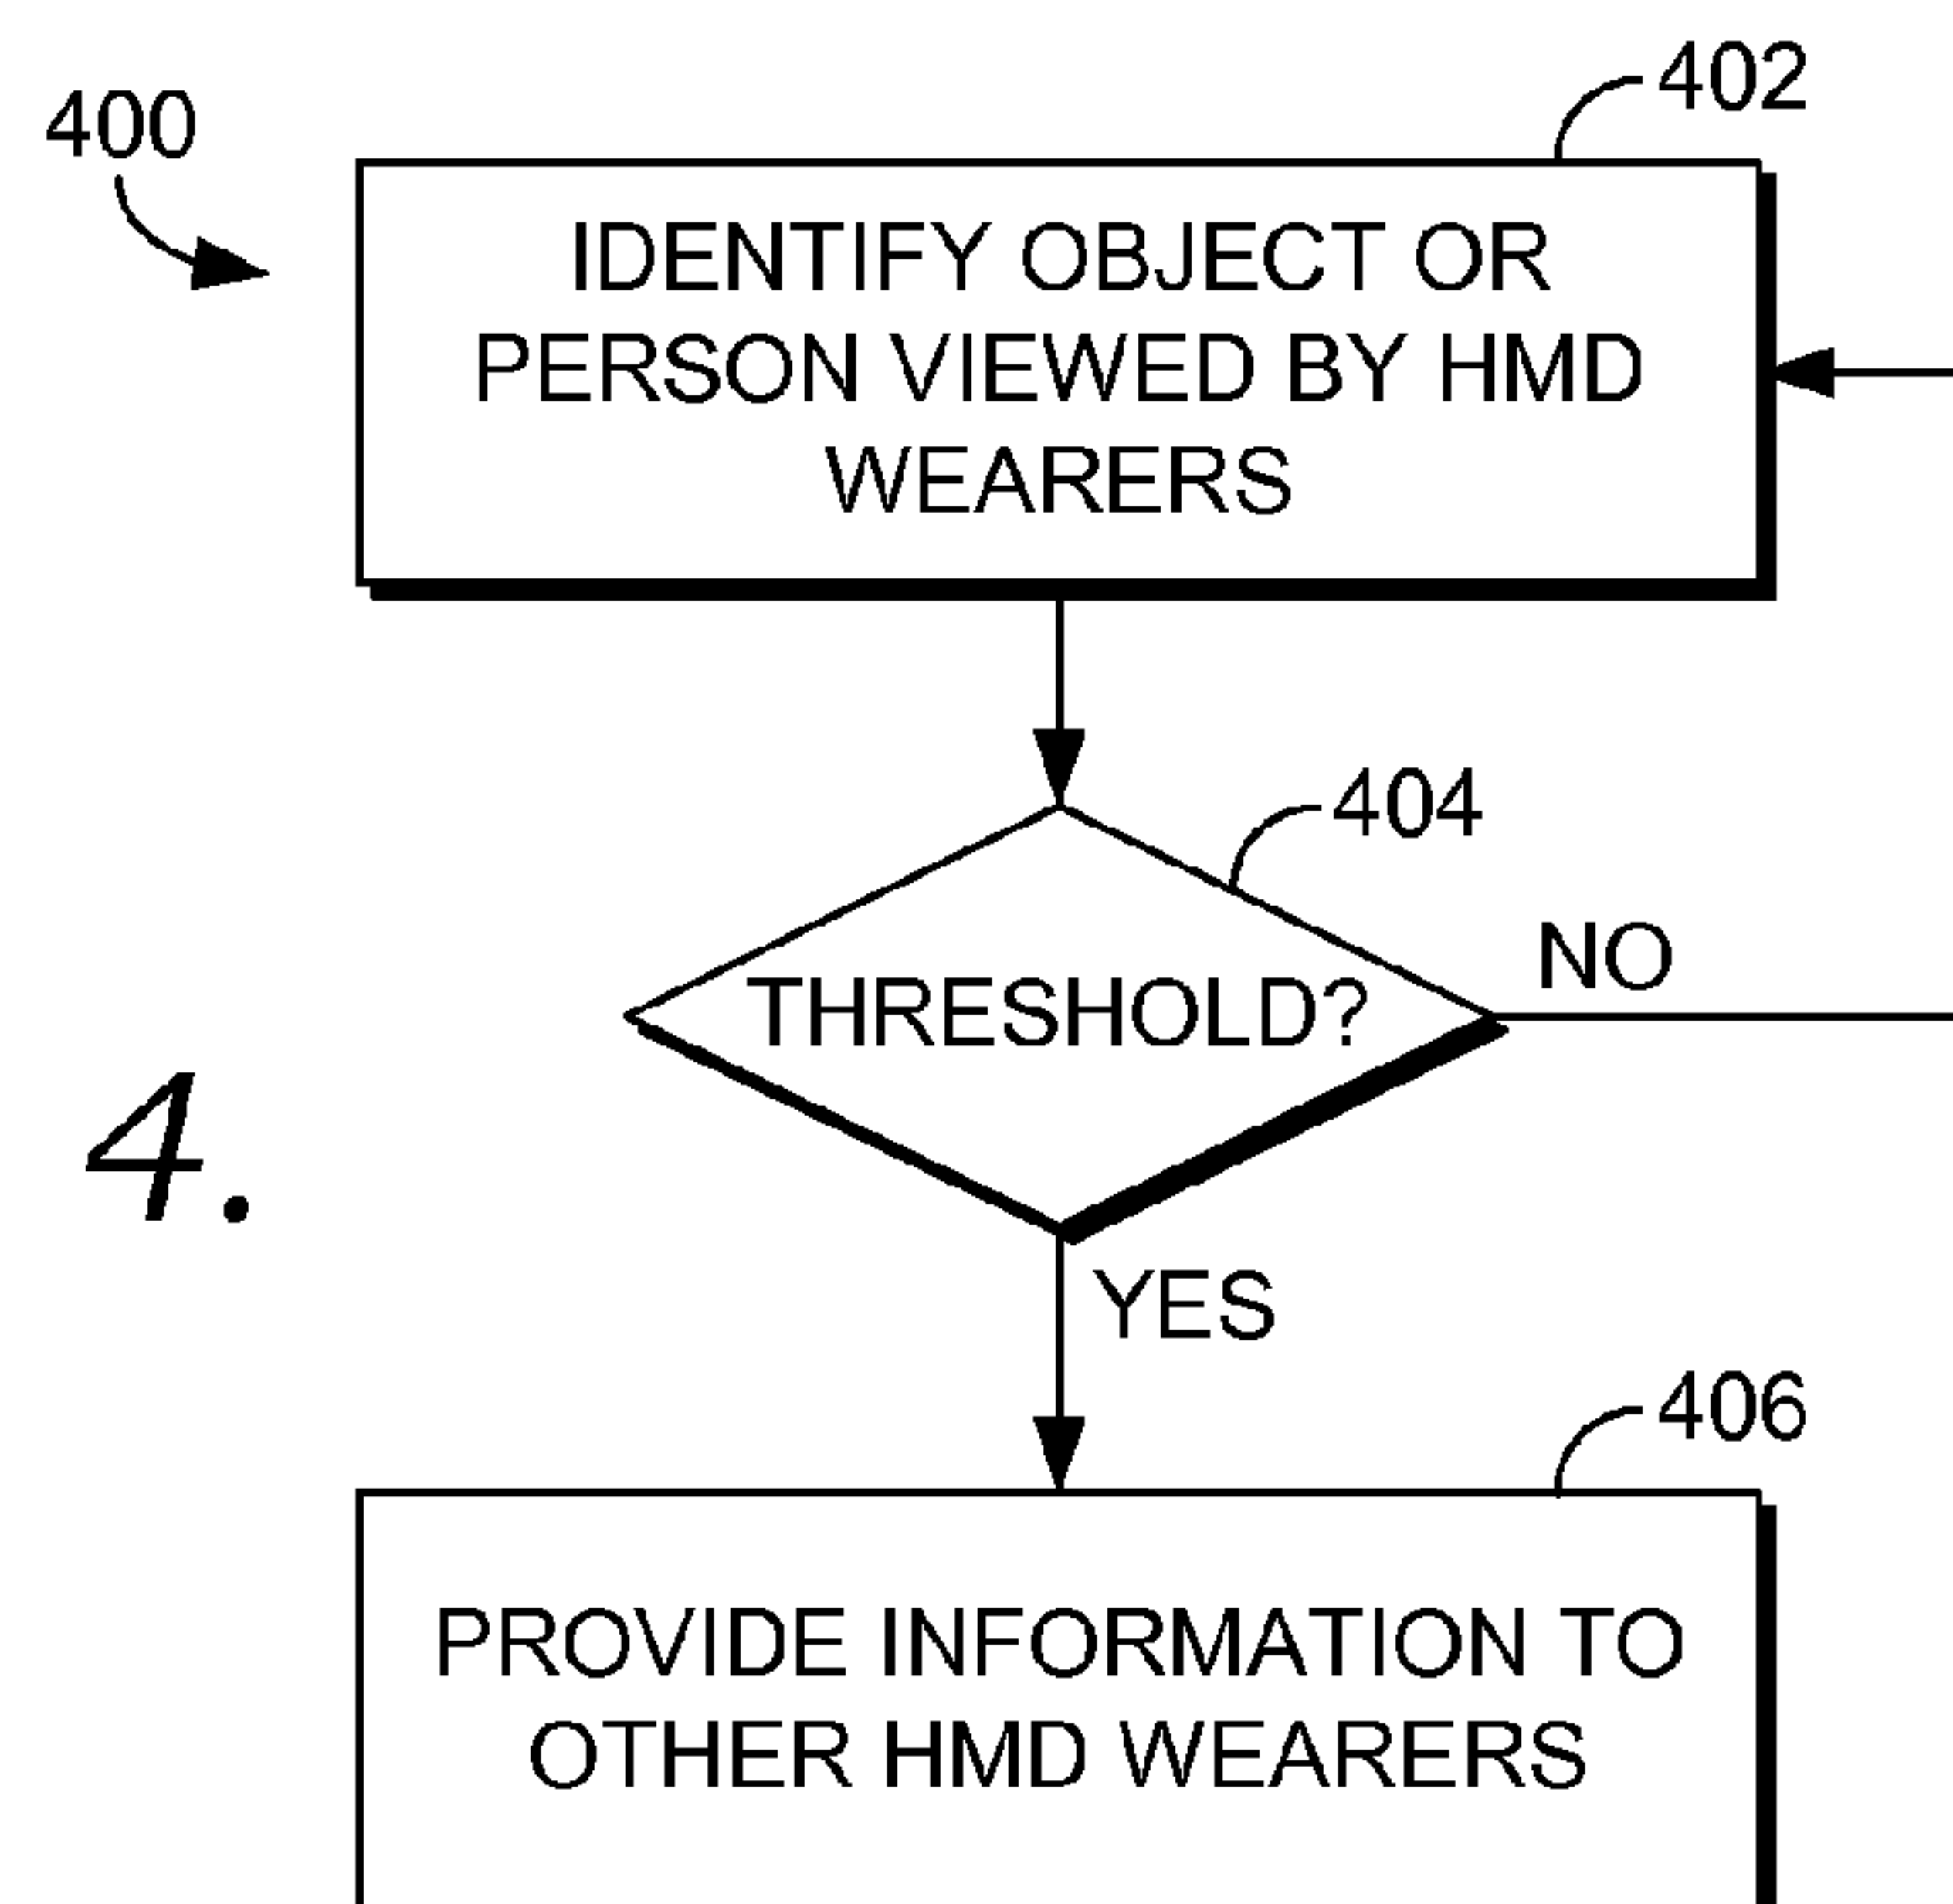 400
402
IDENTIFY OBJECT OR
PERSON VIEWED BY HMD
WEARERS
404
THRESHOLD?
NO
4.
YES
406
PROVIDE INFORMATION TO
OTHER HMD WEARERS